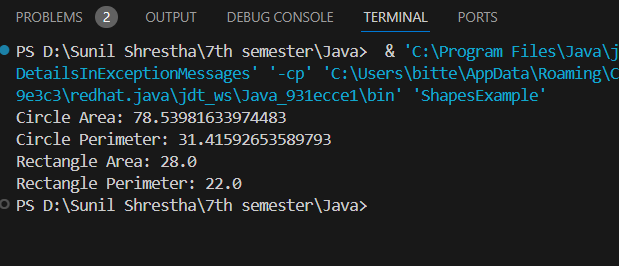 PROBLEMS 2 OUTPUT DEBUG CONSOLE TERMINAL PORTS
PS D:\Sunil Shrestha\7th semester\Java> & 'C:\Program Files\Java\j
DetailsInExceptionMessages' '-cp' 'C:\Users\bitte\AppData\Roaming\C
9e3c3\redhat.java\jdt_ws\Java_931ecce1\bin' 'ShapesExample'
Circle Area: 78.53981633974483
Circle Perimeter: 31.41592653589793
Rectangle Area: 28.0
Rectangle Perimeter: 22.0
PS D:\Sunil Shrestha\7th semester\Java>